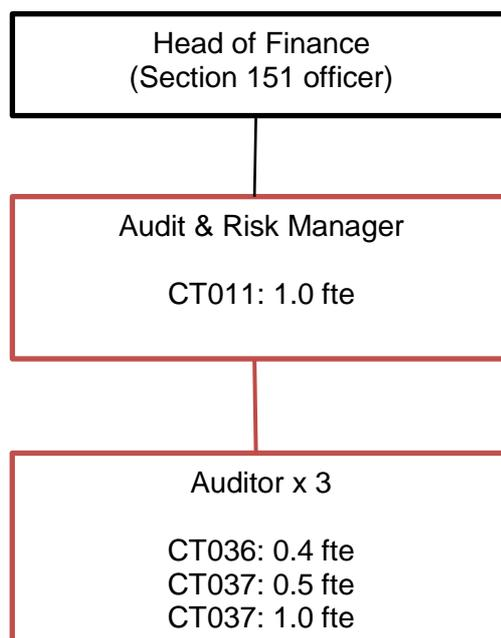 Head of Finance
(Section 151 officer)
Audit & Risk Manager
CT011: 1.0 fte
Auditor x 3
CT036: 0.4 fte
CT037: 0.5 fte
CT037: 1.0 fte